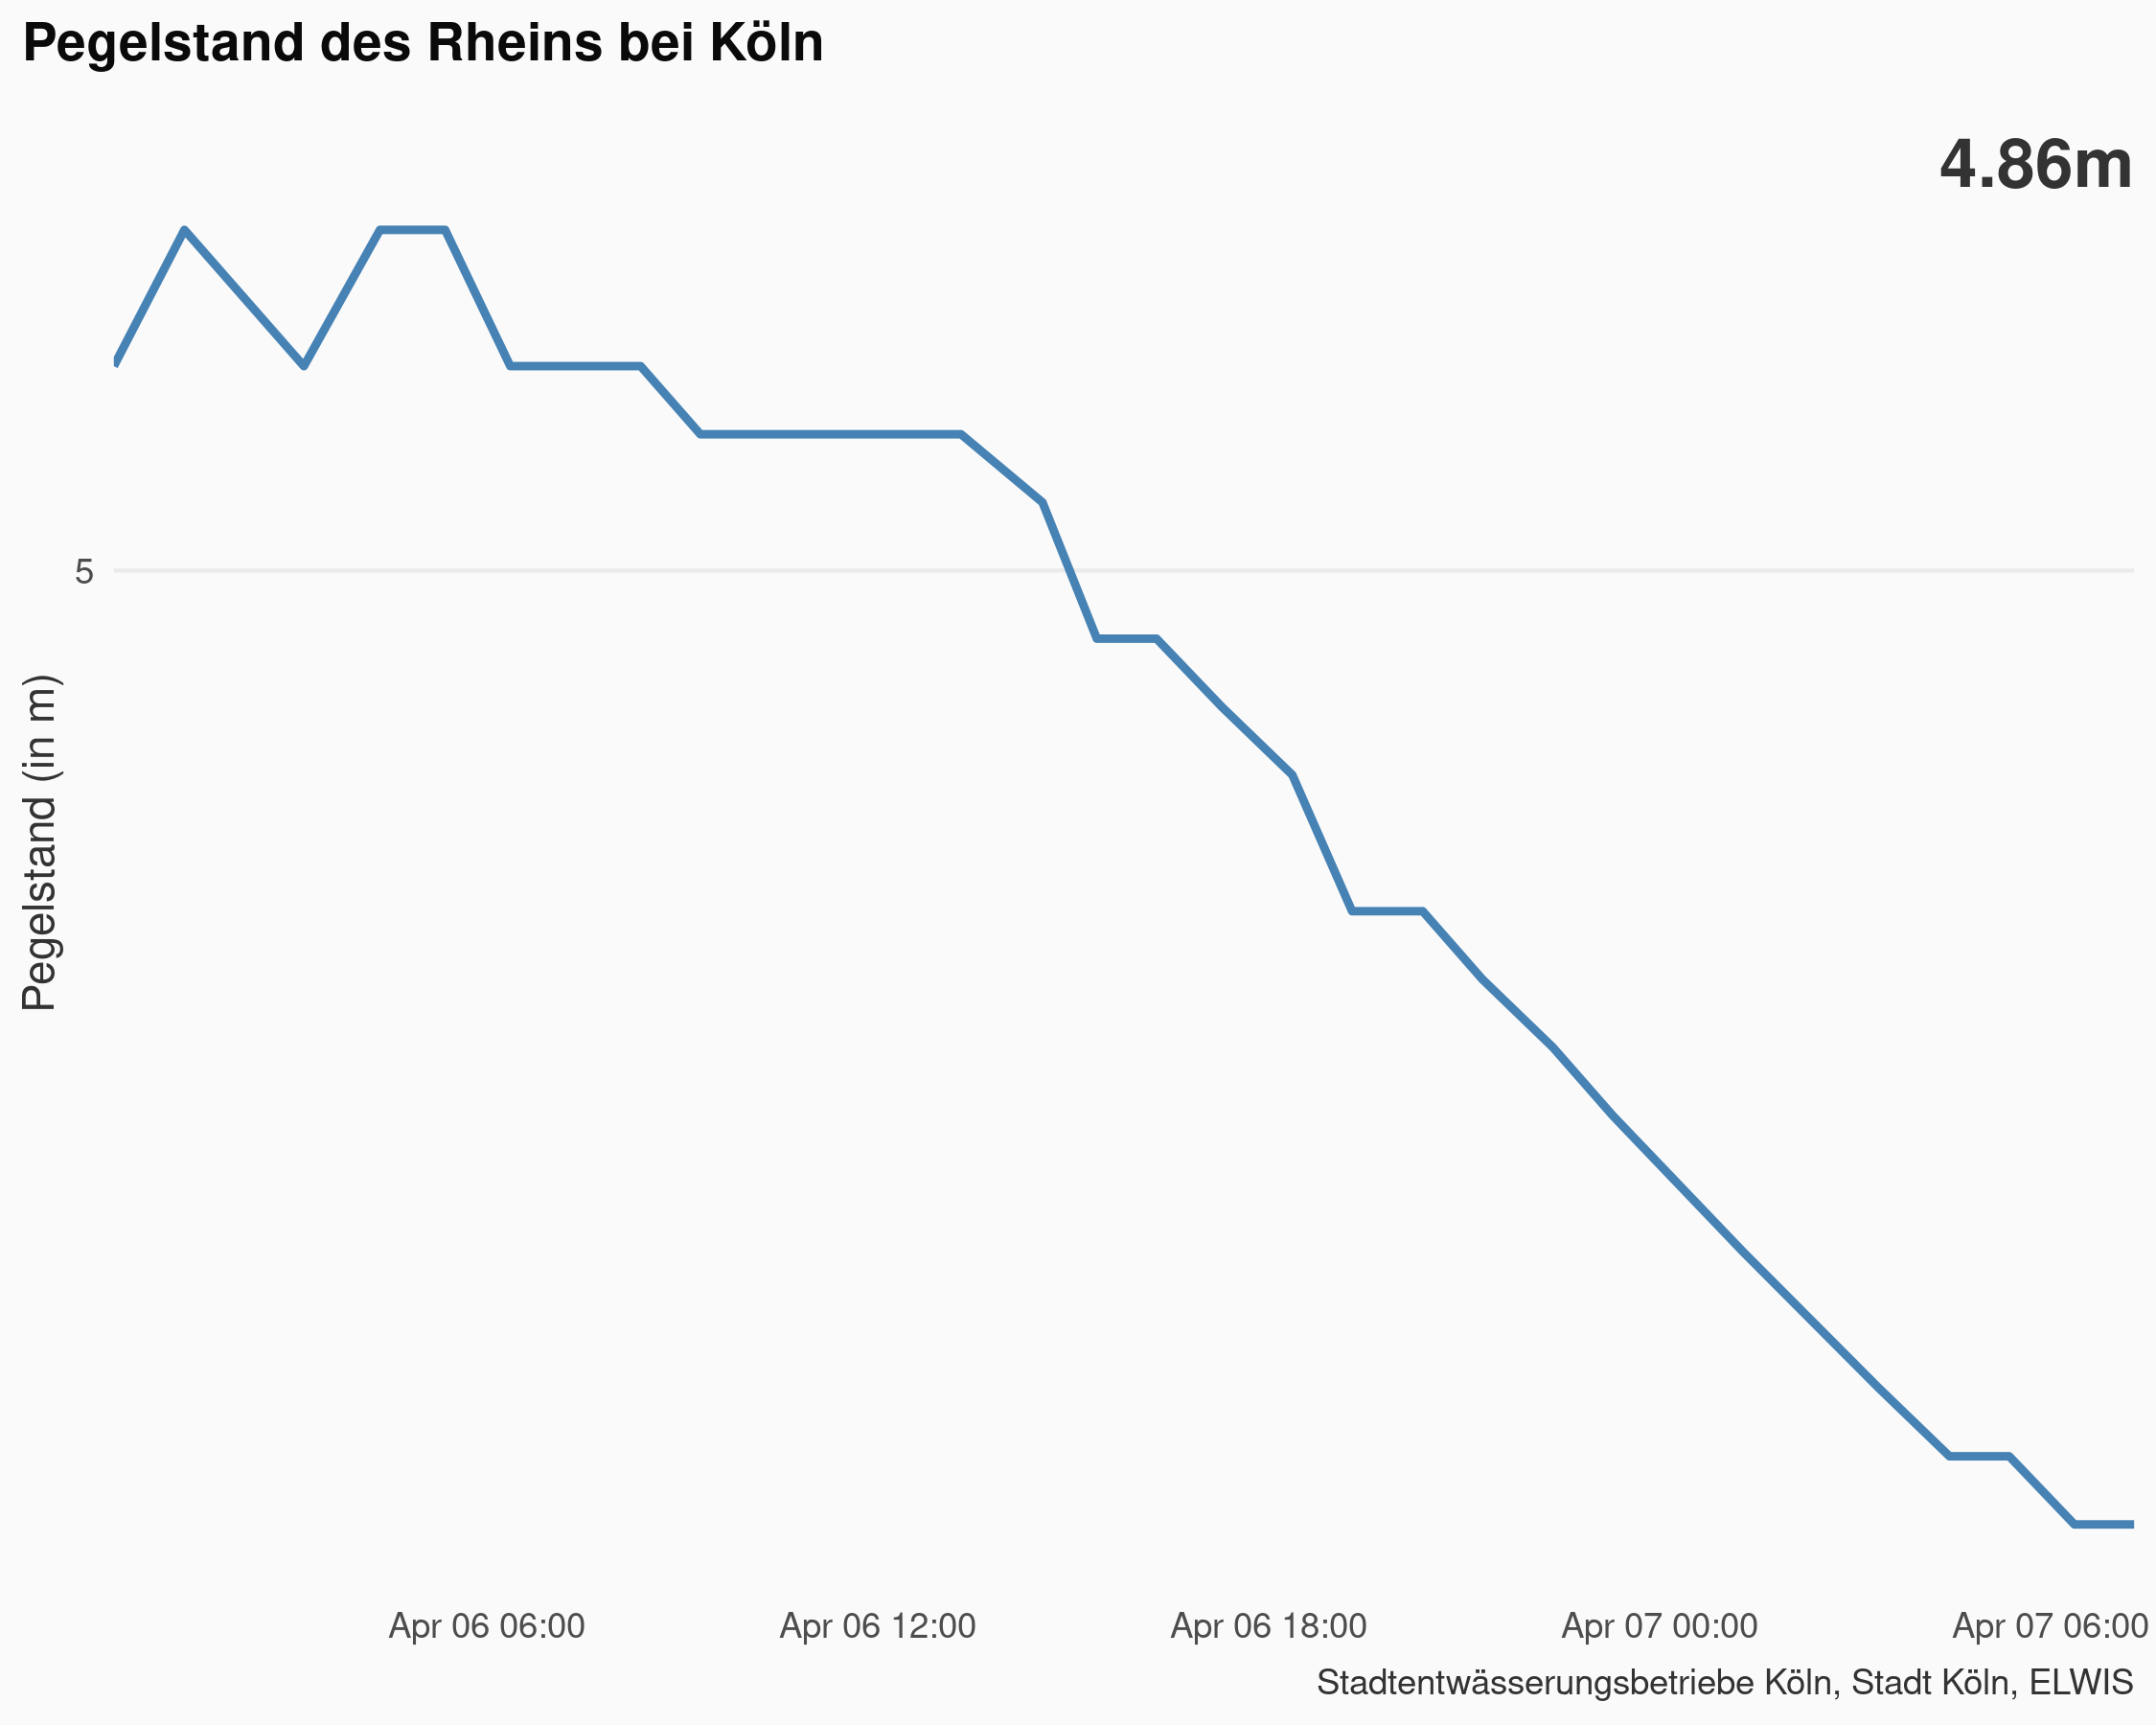 Pegelstand des Rheins bei Köln
4.86m
5
Pegelstand (in m)
Apr 06 06:00
Apr 06 12:00
Apr 06 18:00
Apr 07 00:00
Apr 07 06:00
Stadtentwässerungsbetriebe Köln, Stadt Köln, ELWIS